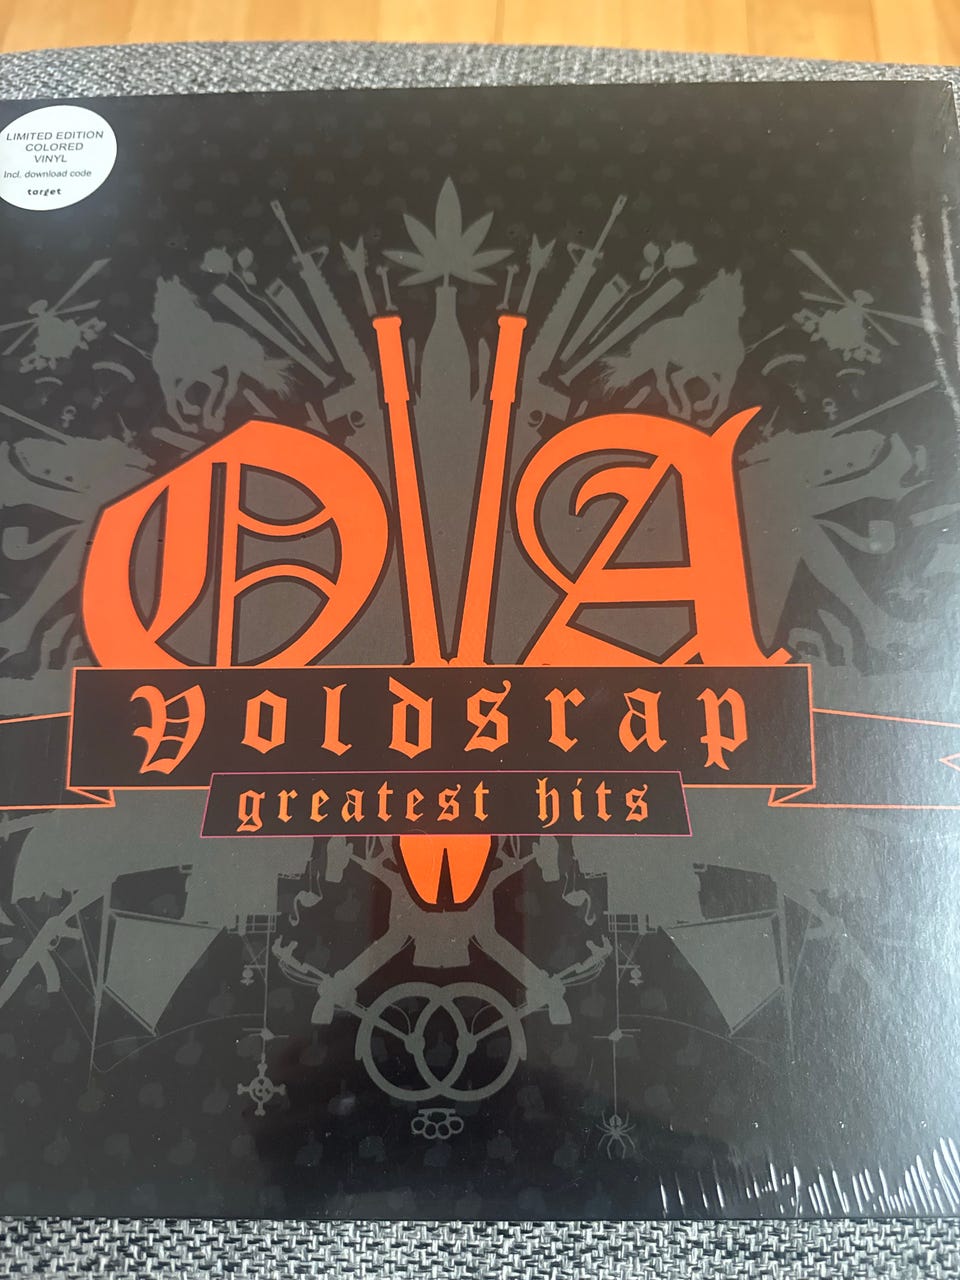 LIMITED EDITION
COLORED
VINYL
Incl. download code
target
OVA
Voldsrap
greatest hits